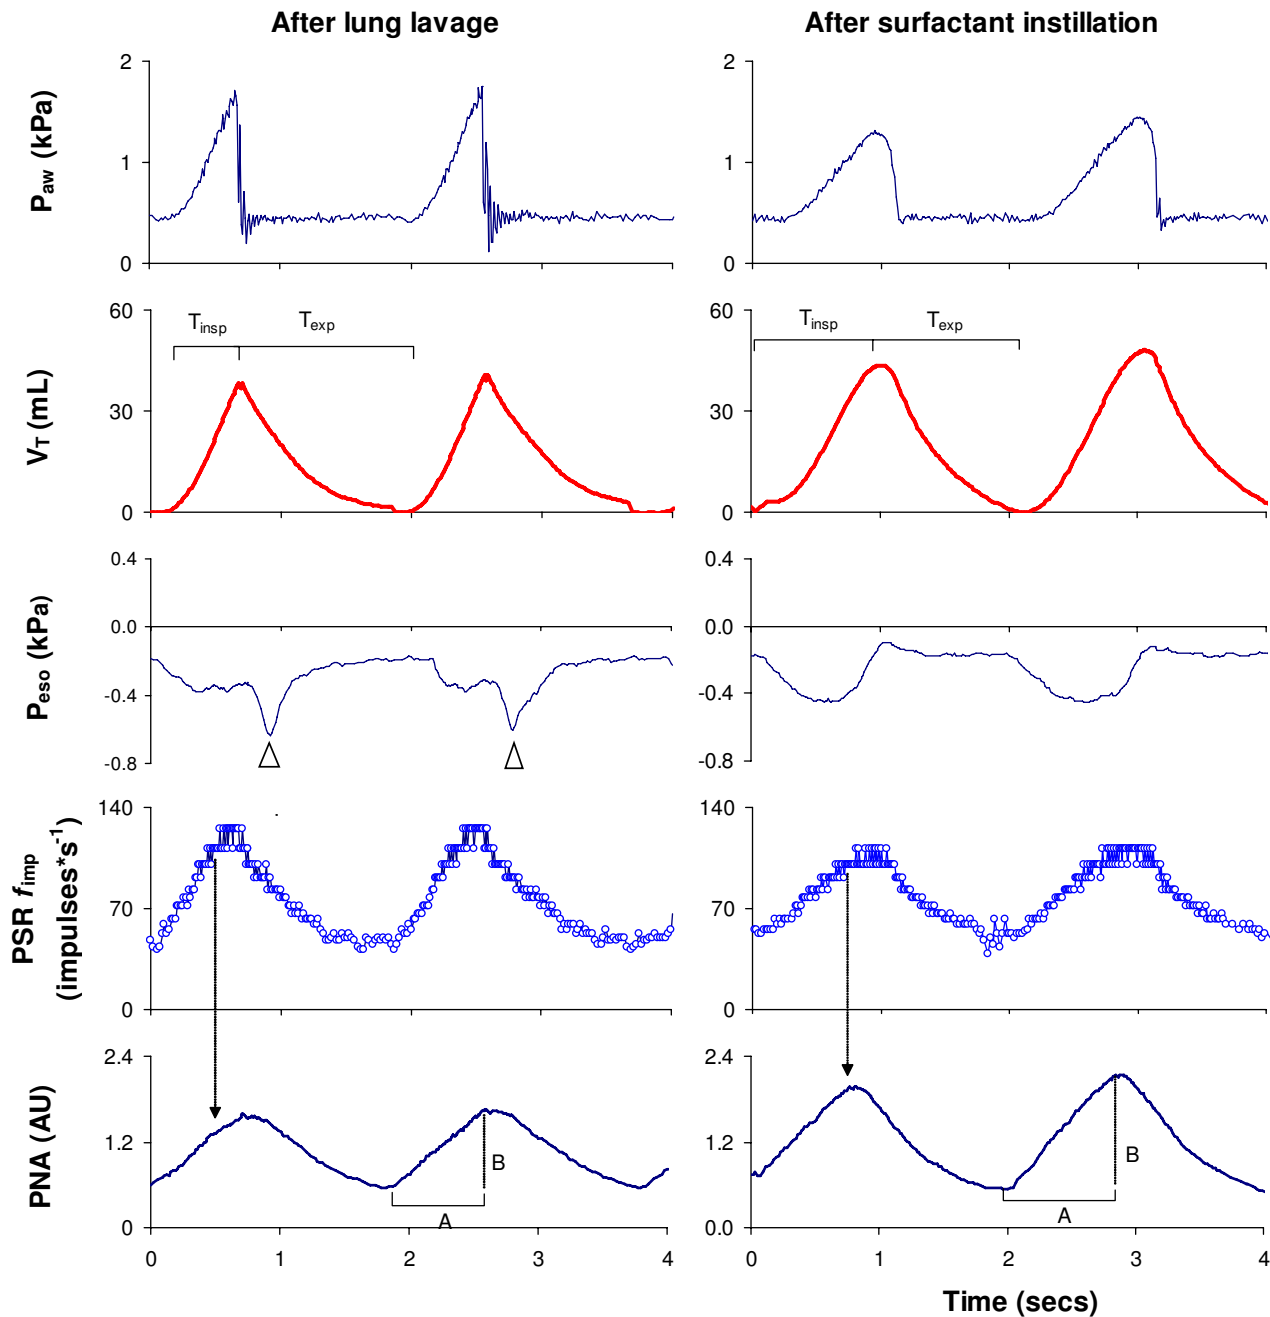 After lung lavage
After surfactant instillation
Paw (kPa)
2
1
0
2
1
0
VT (mL)
60
30
0
Tinsp
Texp
60
30
0
Tinsp
Texp
Peso (kPa)
0.4
0.0
-0.4
-0.8
0.4
0.0
-0.4
-0.8
PSR fimp
(impulses*s-1)
140
70
0
140
70
0
PNA (AU)
2.4
1.2
0
B
A
2.4
1.2
0.0
B
A
0 1 2 3 4
0 1 2 3 4
Time (secs)